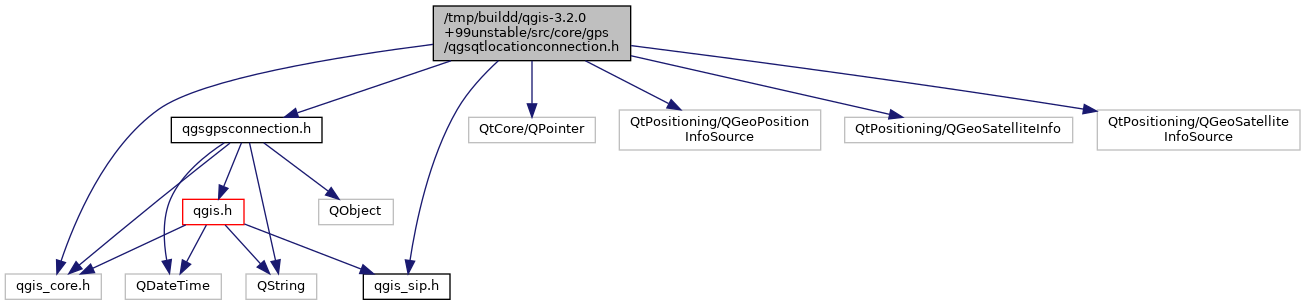 /tmp/buildd/qgis-3.2.0
+99unstable/src/core/gps
/qgsqtlocationconnection.h
qgsgpsconnection.h
QtCore/QPointer
QtPositioning/QGeoPosition
InfoSource
QtPositioning/QGeoSatelliteInfo
QtPositioning/QGeoSatellite
InfoSource
qgis.h
QObject
qgis_core.h
QDateTime
QString
qgis_sip.h